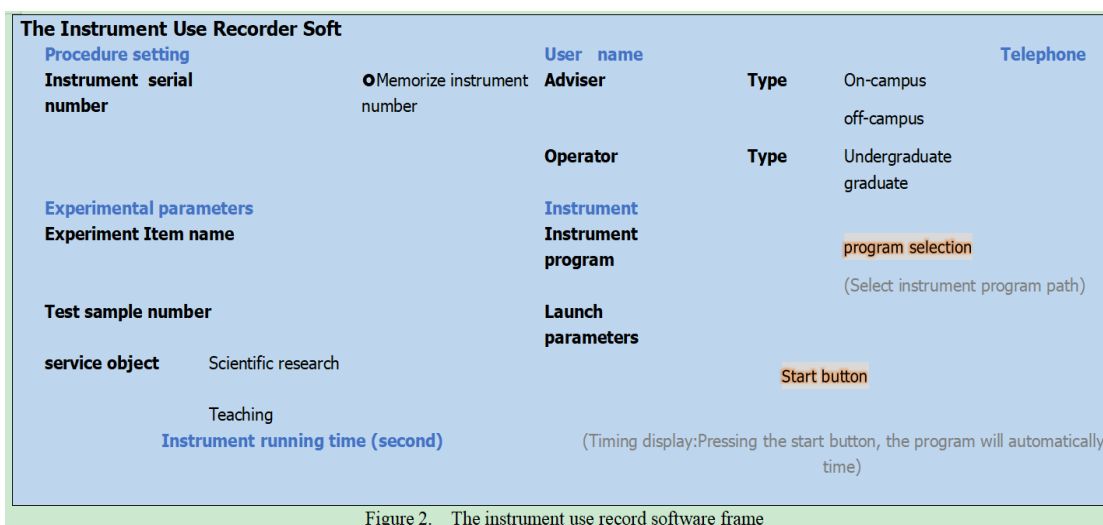 The Instrument Use Recorder Soft
Procedure setting User name Telephone
Instrument serial number Memorize instrument number Adviser Type On-campus
off-campus
Operator Type Undergraduate graduate
Experimental parameters Instrument
Experiment Item name Instrument program program selection
(Select instrument program path)
Test sample number Launch parameters
service object Scientific research
Start button
Teaching
Instrument running time (second) (Timing display:Pressing the start button, the program will automatically time)
Figure 2. The instrument use record software frame